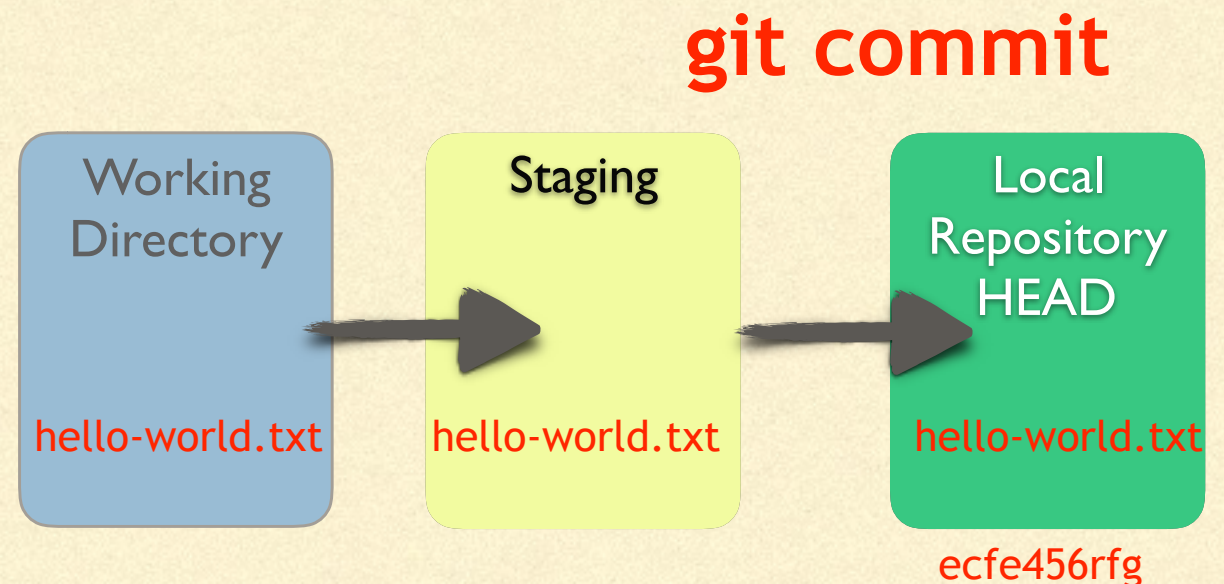 git commit
Working
Directory
hello-world.txt
Staging
hello-world.txt
Local
Repository
HEAD
hello-world.txt
ecfe456rfg